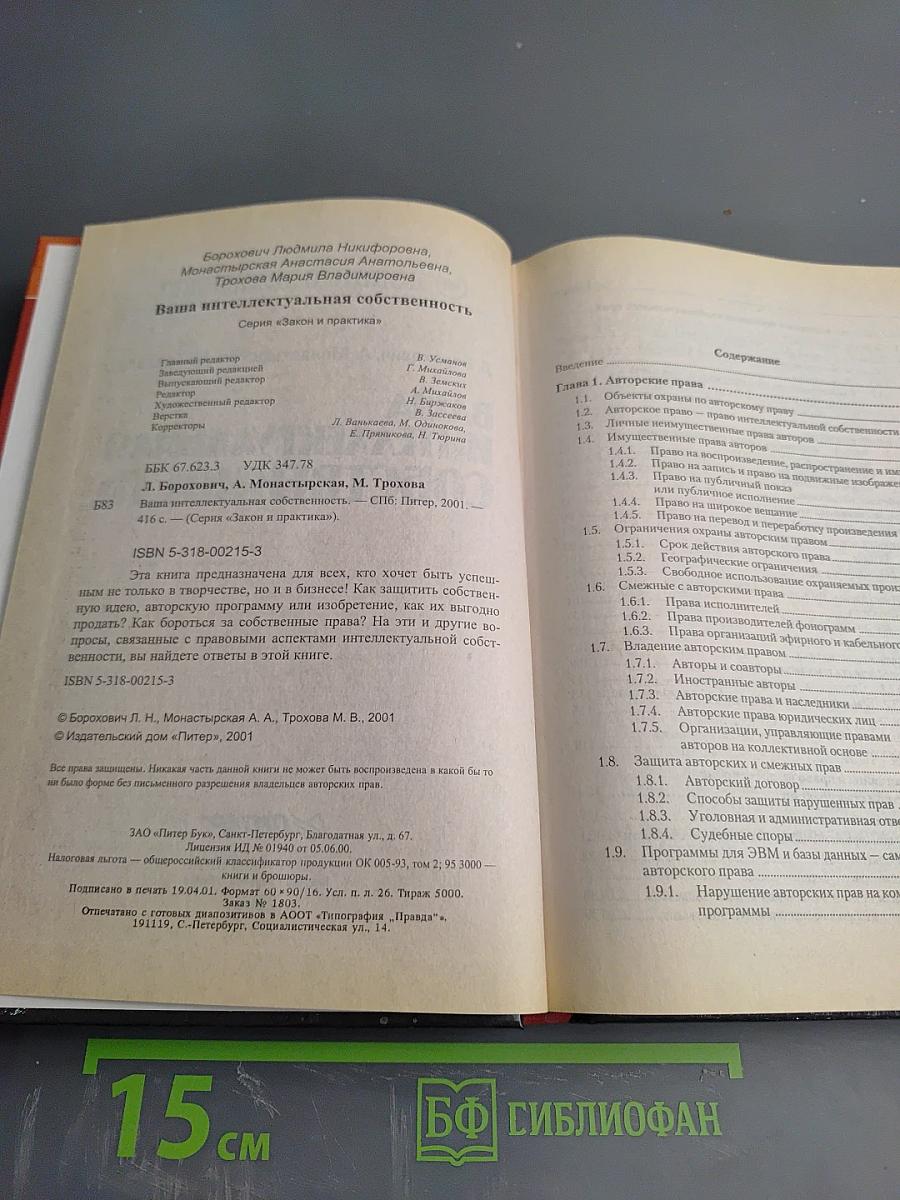 Борохович Людмила Никифоровна,
Монастырская Анастасия Анатольевна,
Трохова Мария Владимировна
Ваша интеллектуальная собственность
Серия «Закон и практика»
Главный редактор В. Усманов
Заведующий редакцией Г. Михайлова
Выпускающий редактор В. Земских
Редактор А. Михайлов
Художественный редактор Н. Биржаков
Верстка В. Зассеева
Корректоры Л. Ванькаева, М. Одинокова,
Е. Пряникова, Н. Тюрина
ББК 67.623.3 УДК 347.78
Л. Борохович, А. Монастырская, М. Трохова
Б83 Ваша интеллектуальная собственность. — СПб: Питер, 2001. —
416 с. — (Серия «Закон и практика»).
ISBN 5-318-00215-3
Эта книга предназначена для всех, кто хочет быть успеш-
ным не только в творчестве, но и в бизнесе! Как защитить собствен-
ную идею, авторскую программу или изобретение, как их выгодно
продать? Как бороться за собственные права? На эти и другие во-
просы, связанные с правовыми аспектами интеллектуальной собст-
венности, вы найдете ответы в этой книге.
ISBN 5-318-00215-3
© Борохович Л. Н., Монастырская А. А., Трохова М. В., 2001
© Издательский дом «Питер», 2001
Все права защищены. Никакая часть данной книги не может быть воспроизведена в какой бы то
ни было форме без письменного разрешения владельцев авторских прав.
ЗАО «Питер Бук», Санкт-Петербург, Благодатная ул., д. 67.
Лицензия ИД № 01940 от 05.06.00.
Налоговая льгота — общероссийский классификатор продукции ОК 005-93, том 2; 95 3000 —
книги и брошюры.
Подписано в печать 19.04.01. Формат 60×90/16. Усл. п. л. 26. Тираж 5000.
Заказ № 1803.
Отпечатано с готовых диапозитивов в АООТ «Типография „Правда"»,
191119, С.-Петербург, Социалистическая ул., 14.
Содержание
Введение
Глава 1. Авторские права
1.1. Объекты охраны по авторскому праву
1.2. Авторское право — право интеллектуальной собственности
1.3. Личные неимущественные права авторов
1.4. Имущественные права авторов
1.4.1. Право на воспроизведение, распространение и им
1.4.2. Право на запись и право на подвижные изображен
1.4.3. Право на публичный показ
или публичное исполнение
1.4.4. Право на широкое вещание
1.4.5. Право на перевод и переработку произведения
1.5. Ограничения охраны авторским правом
1.5.1. Срок действия авторского права
1.5.2. Географические ограничения
1.5.3. Свободное использование охраняемых произ
1.6. Смежные с авторскими права
1.6.1. Права исполнителей
1.6.2. Права производителей фонограмм
1.6.3. Права организаций эфирного и кабельного
1.7. Владение авторским правом
1.7.1. Авторы и соавторы
1.7.2. Иностранные авторы
1.7.3. Авторские права и наследники
1.7.4. Авторские права юридических лиц
1.7.5. Организации, управляющие правами
авторов на коллективной основе
1.8. Защита авторских и смежных прав
1.8.1. Авторский договор
1.8.2. Способы защиты нарушенных прав
1.8.3. Уголовная и административная отве
1.8.4. Судебные споры
1.9. Программы для ЭВМ и базы данных — сам
авторского права
1.9.1. Нарушение авторских прав на ком
программы
15 см
БФ СИБЛИОФАН